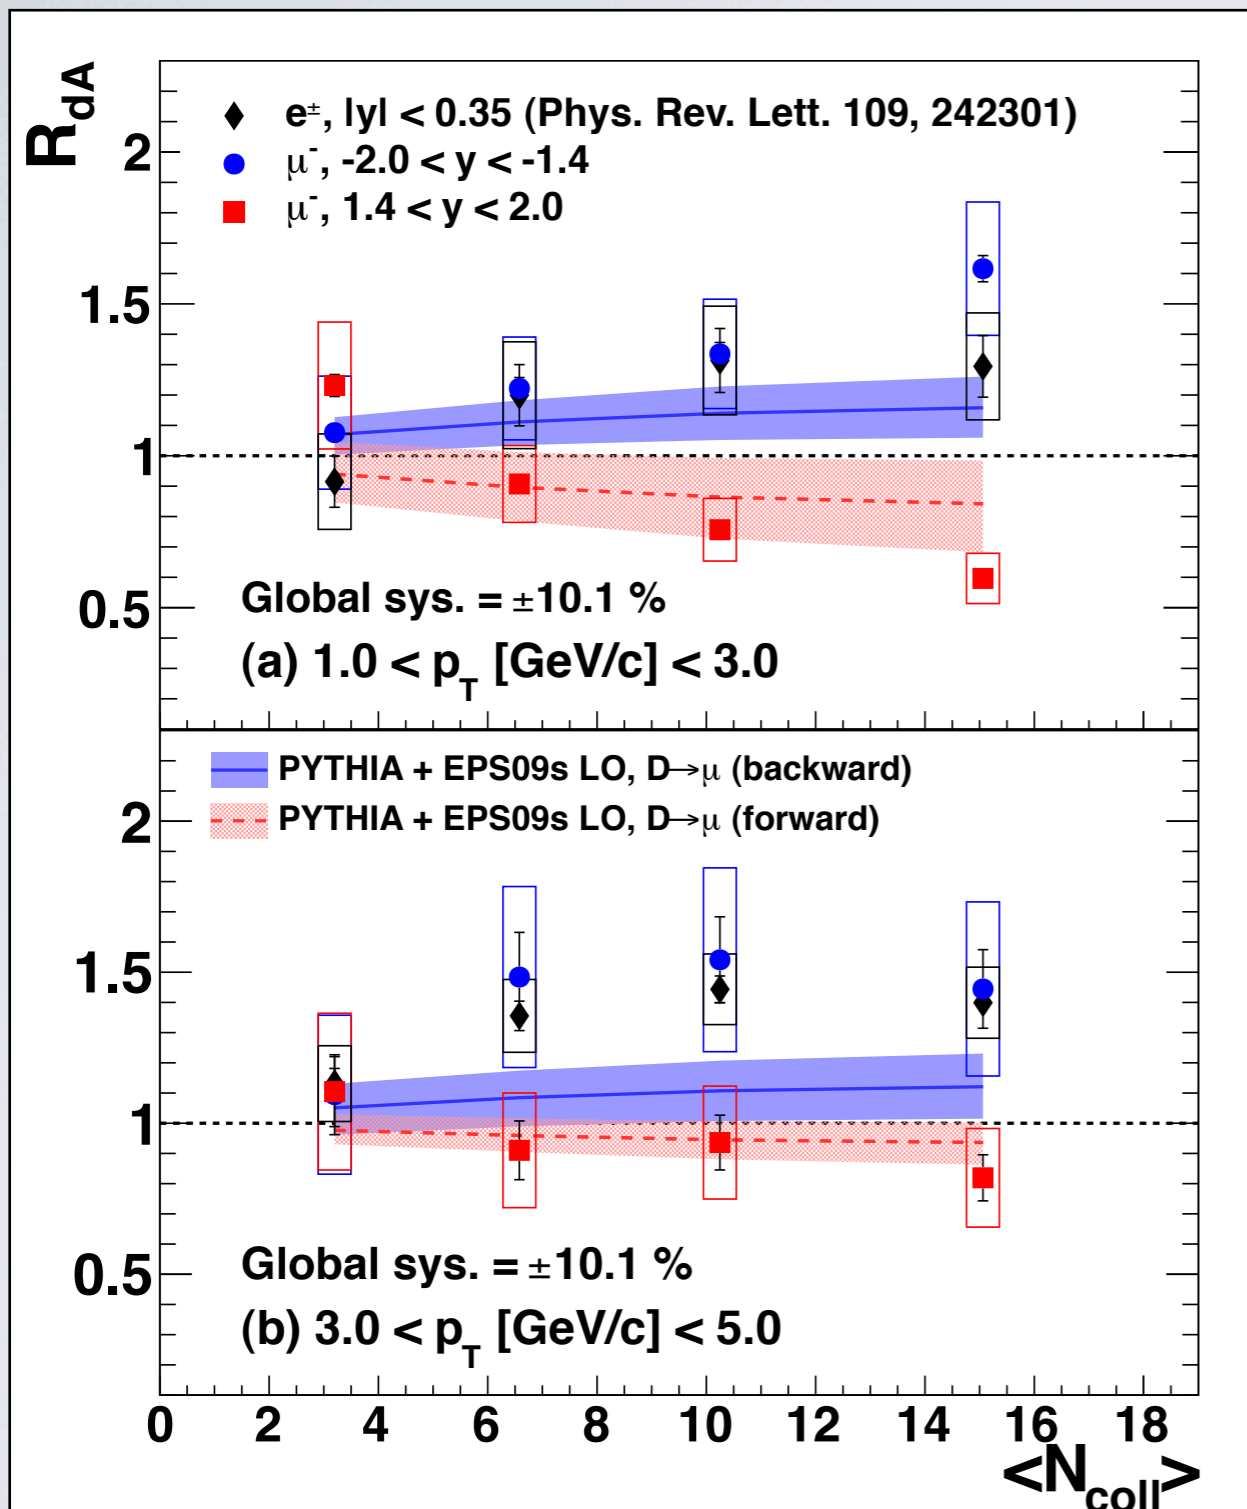 R_dA
e±, |y| < 0.35 (Phys. Rev. Lett. 109, 242301)
μ-, -2.0 < y < -1.4
μ-, 1.4 < y < 2.0
2
1.5
1
0.5
Global sys. = ±10.1 %
(a) 1.0 < p_T [GeV/c] < 3.0
PYTHIA + EPS09s LO, D→μ (backward)
PYTHIA + EPS09s LO, D→μ (forward)
2
1.5
1
0.5
Global sys. = ±10.1 %
(b) 3.0 < p_T [GeV/c] < 5.0
0 2 4 6 8 10 12 14 16 18
<N_coll>